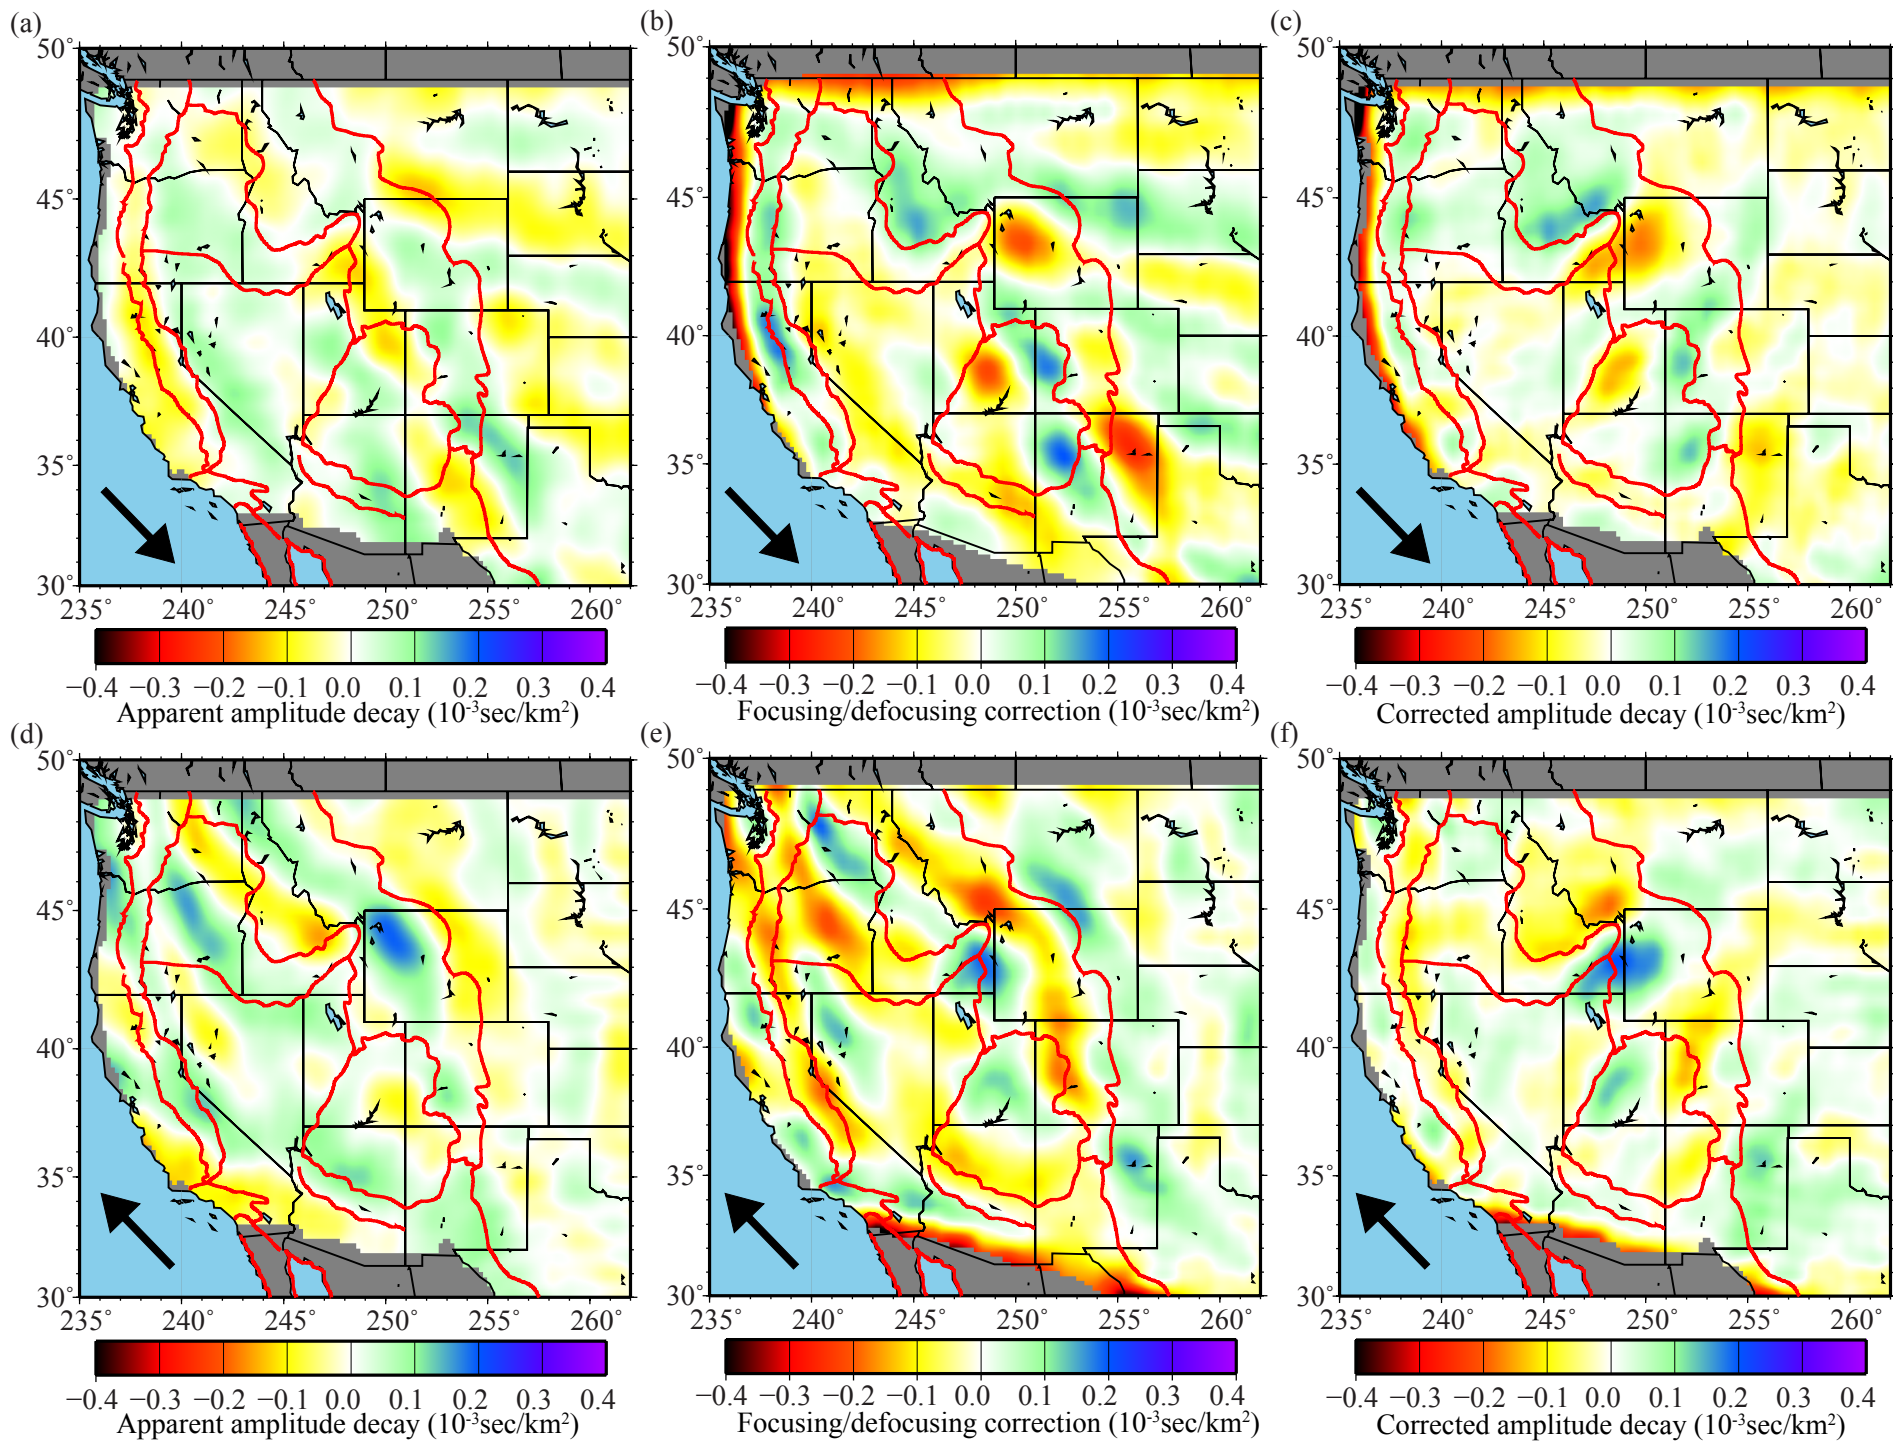 (a) (b) (c)
50° 50° 50°
45° 45° 45°
40° 40° 40°
35° 35° 35°
30° 30° 30°
235 240 245 250 255 260 235 240 245 250 255 260 235 240 245 250 255 260
−0.4 −0.3 −0.2 −0.1 0.0 0.1 0.2 0.3 0.4 −0.4 −0.3 −0.2 −0.1 0.0 0.1 0.2 0.3 0.4 −0.4 −0.3 −0.2 −0.1 0.0 0.1 0.2 0.3 0.4
Apparent amplitude decay (10⁻³sec/km²) Focusing/defocusing correction (10⁻³sec/km²) Corrected amplitude decay (10⁻³sec/km²)
(d) (e) (f)
50° 50° 50°
45° 45° 45°
40° 40° 40°
35° 35° 35°
30° 30° 30°
235 240 245 250 255 260 235 240 245 250 255 260 235 240 245 250 255 260
−0.4 −0.3 −0.2 −0.1 0.0 0.1 0.2 0.3 0.4 −0.4 −0.3 −0.2 −0.1 0.0 0.1 0.2 0.3 0.4 −0.4 −0.3 −0.2 −0.1 0.0 0.1 0.2 0.3 0.4
Apparent amplitude decay (10⁻³sec/km²) Focusing/defocusing correction (10⁻³sec/km²) Corrected amplitude decay (10⁻³sec/km²)